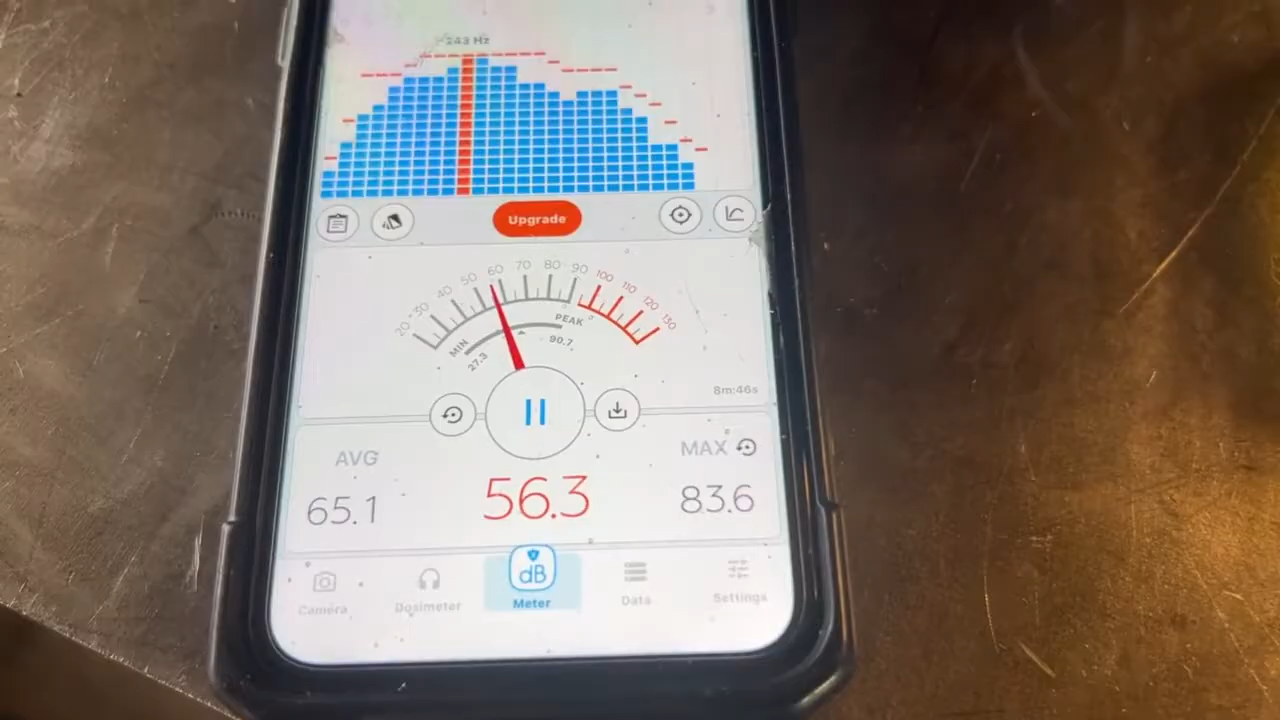 243 Hz
Upgrade
20 30 40 50 60 70 80 90 100 110 120 130
MIN PEAK
27.3 90.7
8m:46s
AVG MAX
65.1 56.3 83.6
dB
Camera Dosimeter Meter Data Settings